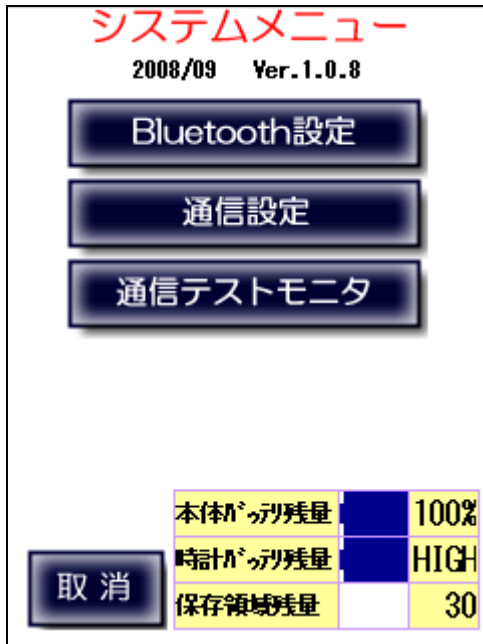 システムメニュー
2008/09 Ver.1.0.8
Bluetooth設定
通信設定
通信テストモニタ
本体ﾊﾞｯﾃﾘ残量 100%
時計ﾊﾞｯﾃﾘ残量 HIGH
保存領域残量 30
取消